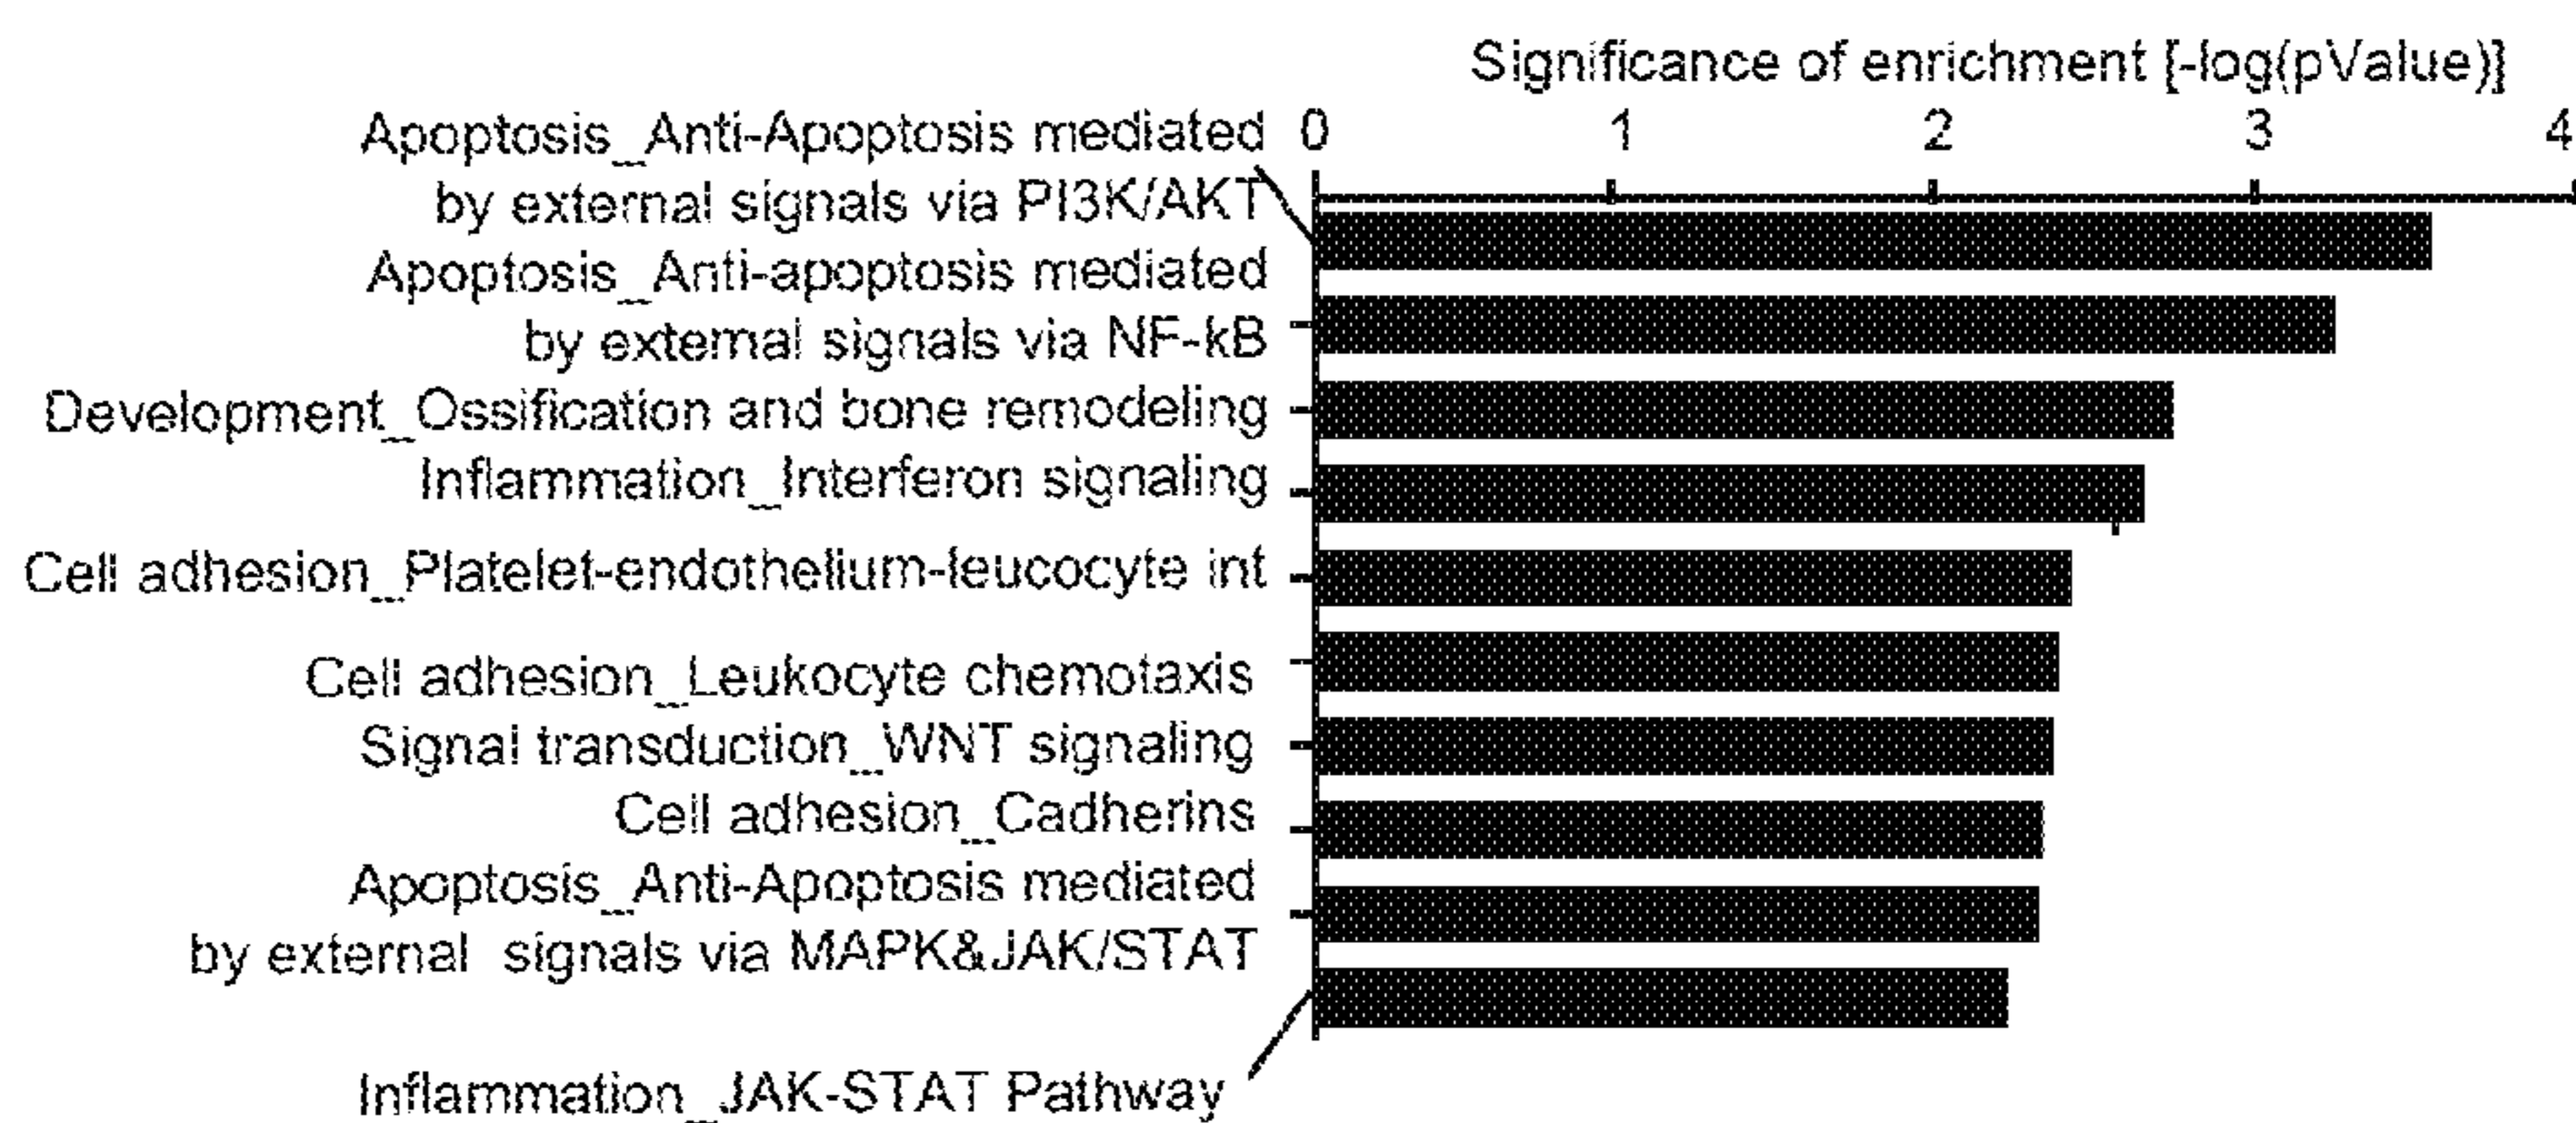 Significance of enrichment [-log(pValue)]
0 1 2 3 4
Apoptosis_Anti-Apoptosis mediated
by external signals via PI3K/AKT
Apoptosis_Anti-apoptosis mediated
by external signals via NF-kB
Development_Ossification and bone remodeling
Inflammation_Interferon signaling
Cell adhesion_Platelet-endothelium-leucocyte int
Cell adhesion_Leukocyte chemotaxis
Signal transduction_WNT signaling
Cell adhesion_Cadherins
Apoptosis_Anti-Apoptosis mediated
by external signals via MAPK&JAK/STAT
Inflammation_JAK-STAT Pathway